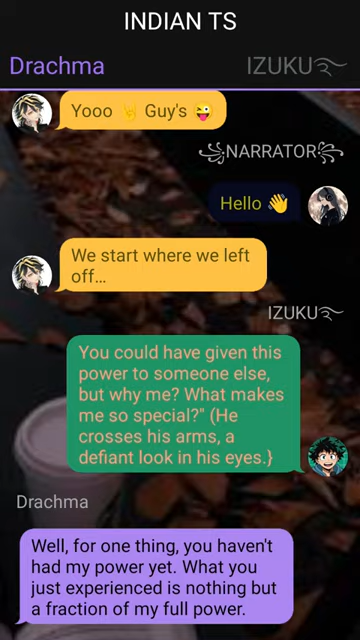 INDIAN TS
Drachma IZUKU࿐
Yooo 🤘 Guy's 😜
꧁NARRATOR꧂
Hello 👋
We start where we left
off...
IZUKU࿐
You could have given this
power to someone else,
but why me? What makes
me so special?" (He
crosses his arms, a
defiant look in his eyes.}
Drachma
Well, for one thing, you haven't
had my power yet. What you
just experienced is nothing but
a fraction of my full power.